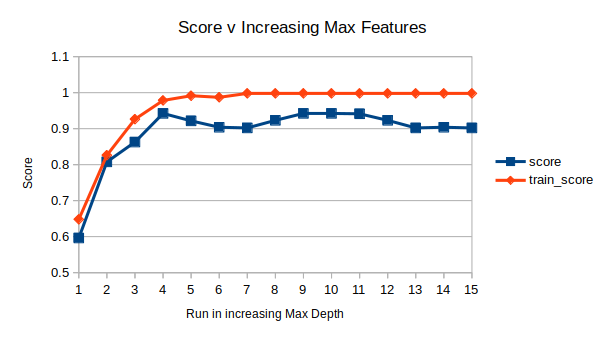 Score v Increasing Max Features
1.1
1
0.9
0.8
0.7
0.6
0.5
Score
1 2 3 4 5 6 7 8 9 10 11 12 13 14 15
Run in increasing Max Depth
score
train_score